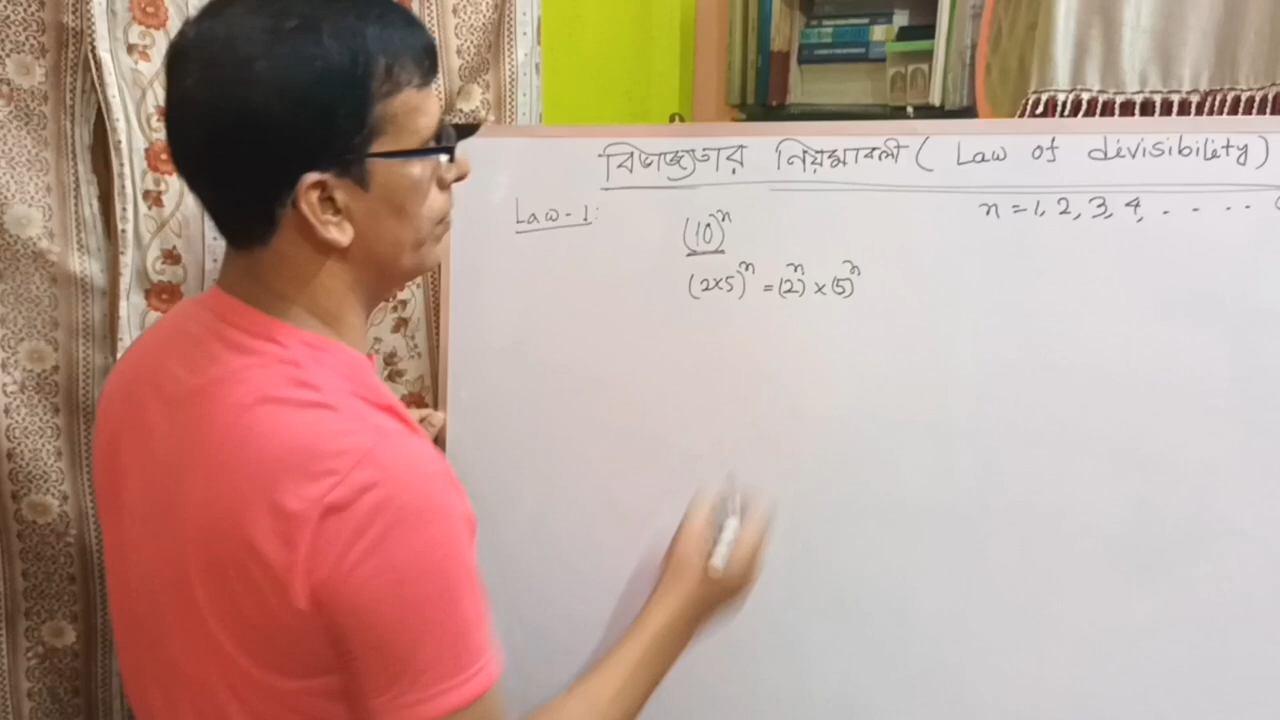 বিভাজ্যতার নিয়মাবলী ( Law of divisibility )
Law - 1:
(10)ⁿ
n = 1, 2, 3, 4, . . . .
(2×5)ⁿ = (2)ⁿ × (5)ⁿ